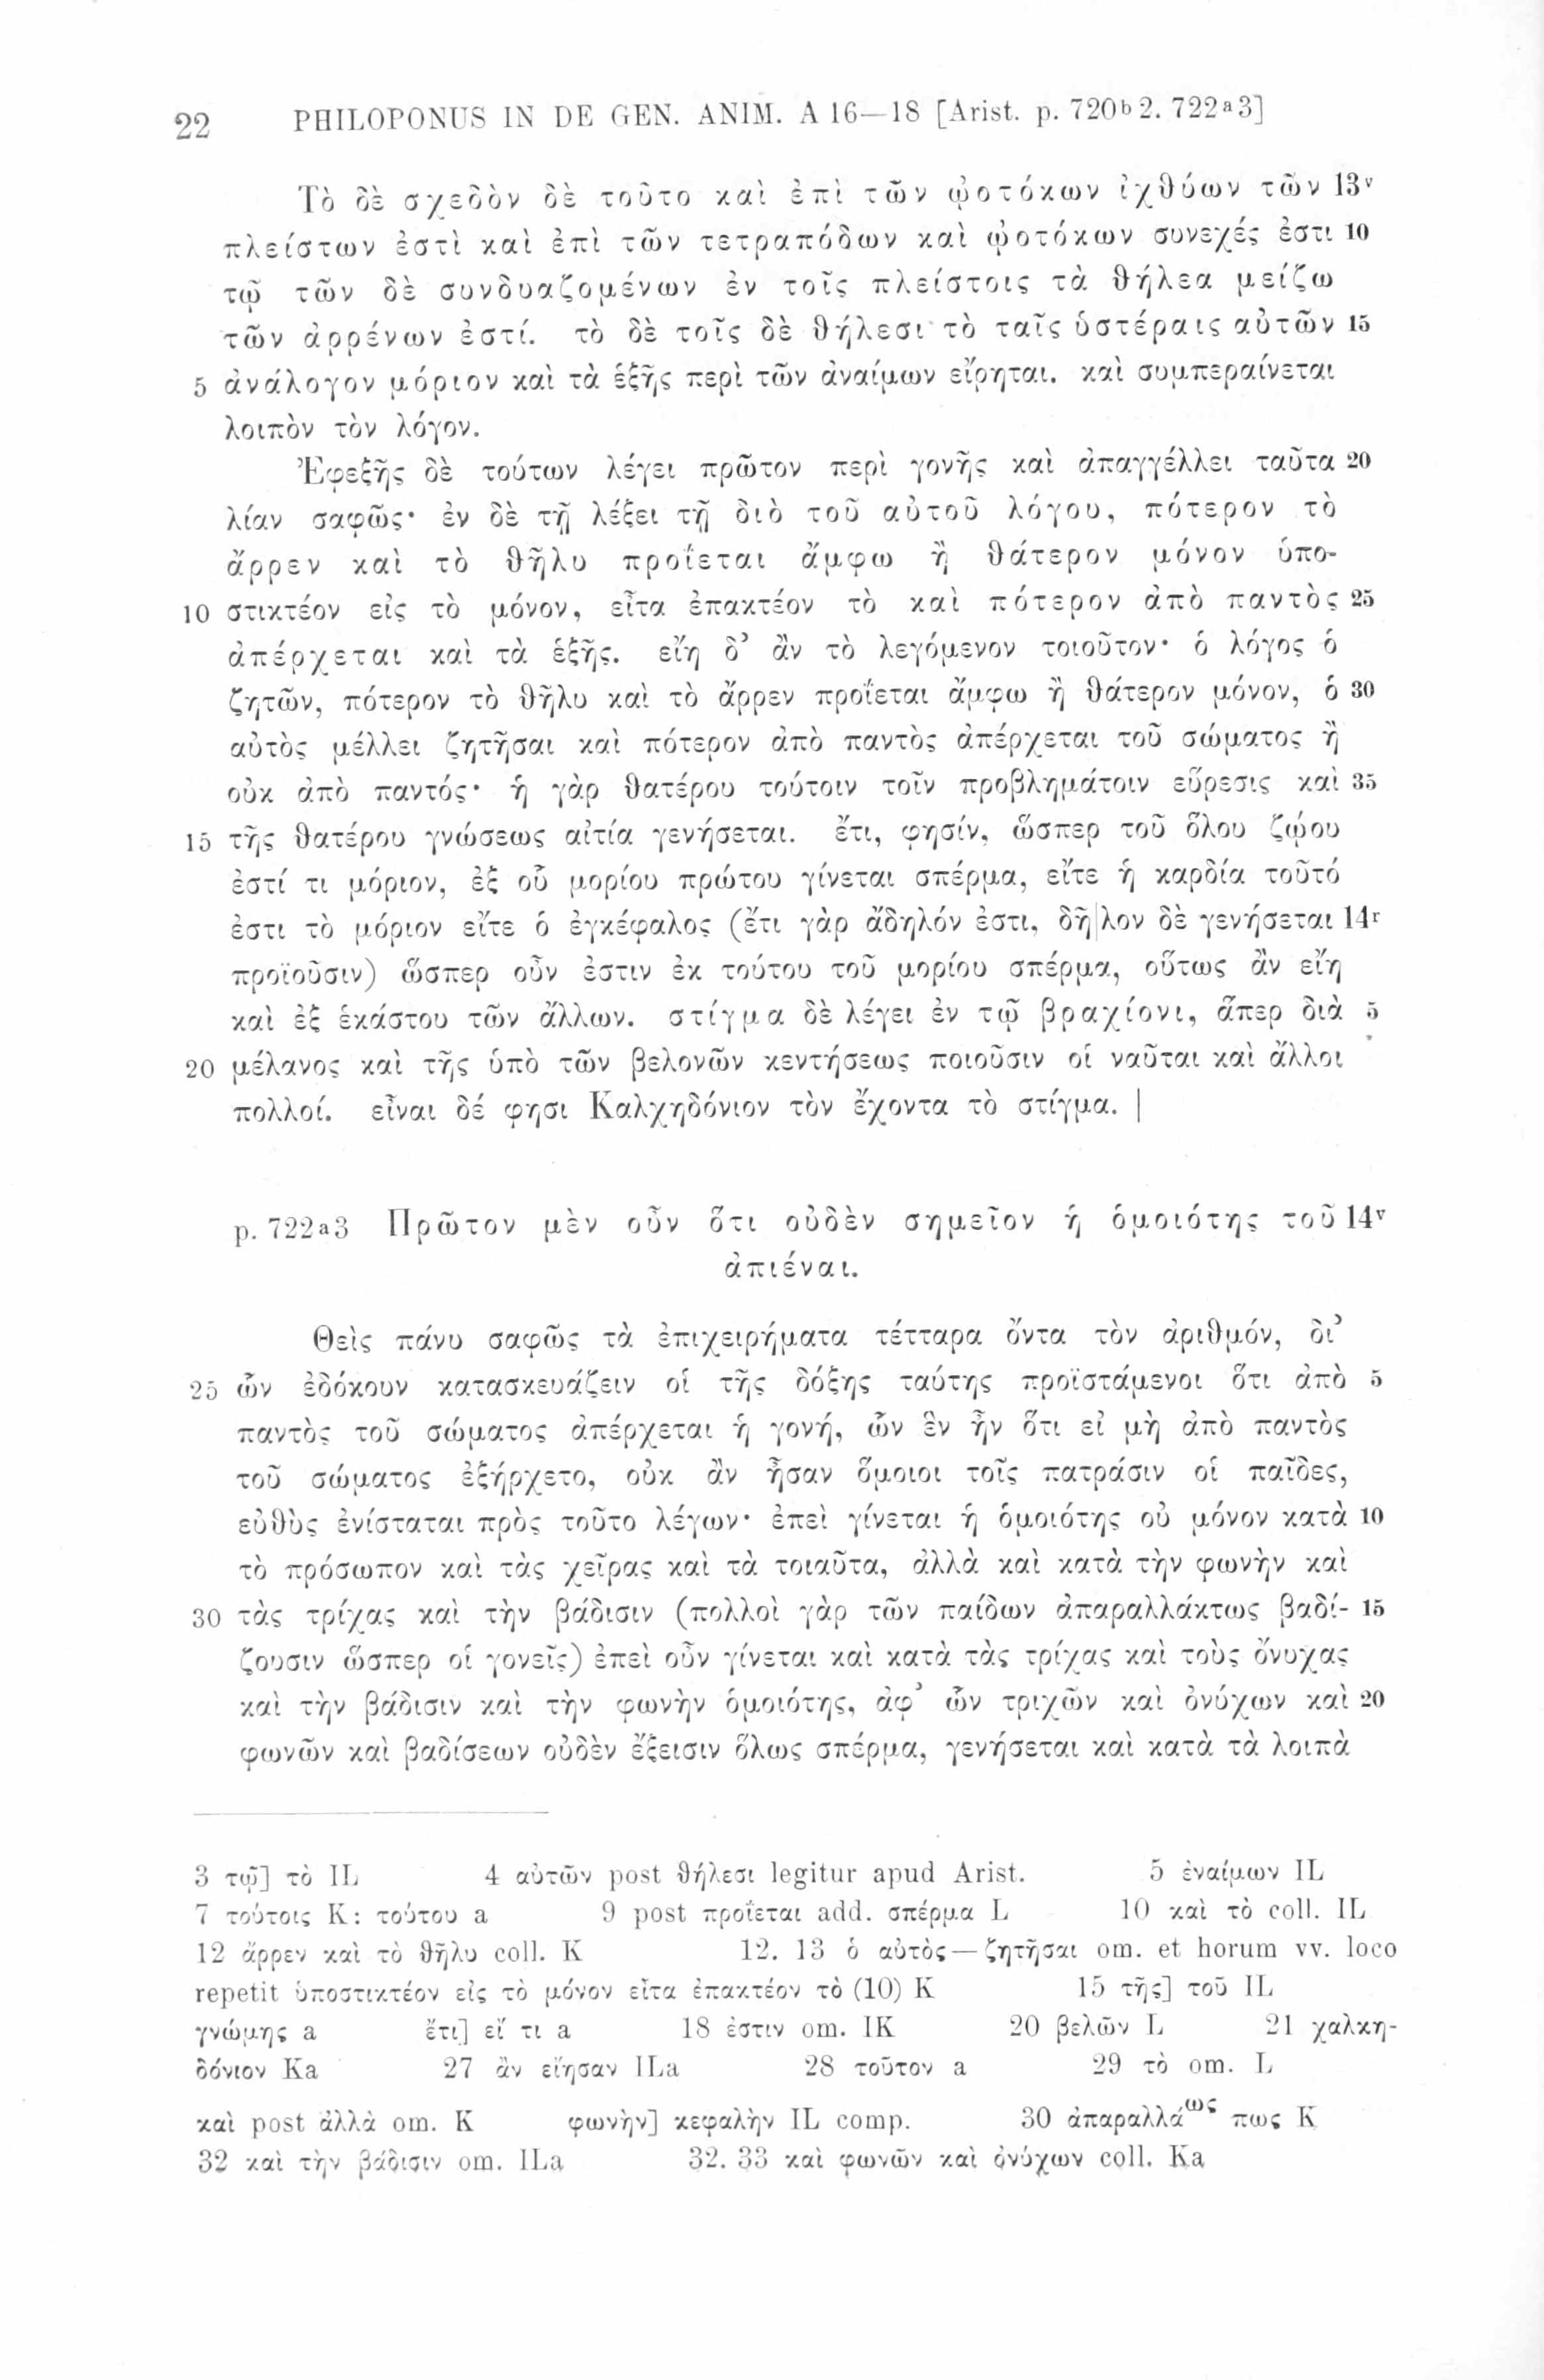 22 PHILOPONUS IN DE GEN. ANIM. A 16—18 [Arist. p. 720b2. 722a3]
Τὸ δὲ σχεδὸν δὲ τοῦτο καὶ ἐπὶ τῶν ᾠοτόκων ἰχθύων τῶν 13v
πλείστων ἐστὶ καὶ ἐπὶ τῶν τετραπόδων καὶ ᾠοτόκων συνεχές ἐστι 10
τῷ τῶν δὲ συνδυαζομένων ἐν τοῖς πλείστοις τὰ θήλεα μείζω
τῶν ἀρρένων ἐστί. τὸ δὲ τοῖς δὲ θήλεσι τὸ ταῖς ὑστέραις αὐτῶν 15
5 ἀνάλογον μόριον καὶ τὰ ἑξῆς περὶ τῶν ἀναίμων εἴρηται. καὶ συμπεραίνεται
λοιπὸν τὸν λόγον.
Ἐφεξῆς δὲ τούτων λέγει πρῶτον περὶ γονῆς καὶ ἀπαγγέλλει ταῦτα 20
λίαν σαφῶς· ἐν δὲ τῇ λέξει τῇ διὸ τοῦ αὐτοῦ λόγου, πότερον τὸ
ἄρρεν καὶ τὸ θῆλυ προΐεται ἄμφω ἢ θάτερον μόνον ὑπο-
10 στικτέον εἰς τὸ μόνον, εἶτα ἐπακτέον τὸ καὶ πότερον ἀπὸ παντὸς 25
ἀπέρχεται καὶ τὰ ἑξῆς. εἴη δ’ ἂν τὸ λεγόμενον τοιοῦτον· ὁ λόγος ὁ
ζητῶν, πότερον τὸ θῆλυ καὶ τὸ ἄρρεν προΐεται ἄμφω ἢ θάτερον μόνον, ὁ 30
αὐτὸς μέλλει ζητῆσαι καὶ πότερον ἀπὸ παντὸς ἀπέρχεται τοῦ σώματος ἢ
οὐκ ἀπὸ παντός· ἡ γὰρ θατέρου τούτοιν τοῖν προβλημάτοιν εὕρεσις καὶ 35
15 τῆς θατέρου γνώσεως αἰτία γενήσεται. ἔτι, φησίν, ὥσπερ τοῦ ὅλου ζῴου
ἐστί τι μόριον, ἐξ οὗ μορίου πρώτου γίνεται σπέρμα, εἴτε ἡ καρδία τοῦτό
ἐστι τὸ μόριον εἴτε ὁ ἐγκέφαλος (ἔτι γὰρ ἄδηλόν ἐστι, δῆ|λον δὲ γενήσεται 14r
προϊοῦσιν) ὥσπερ οὖν ἐστιν ἐκ τούτου τοῦ μορίου σπέρμα, οὕτως ἂν εἴη
καὶ ἐξ ἑκάστου τῶν ἄλλων. στίγμα δὲ λέγει ἐν τῷ βραχίονι, ἅπερ διὰ 5
20 μέλανος καὶ τῆς ὑπὸ τῶν βελονῶν κεντήσεως ποιοῦσιν οἱ ναῦται καὶ ἄλλοι
πολλοί. εἶναι δέ φησι Καλχηδόνιον τὸν ἔχοντα τὸ στίγμα. |
p. 722a3 Πρῶτον μὲν οὖν ὅτι οὐδὲν σημεῖον ἡ ὁμοιότης τοῦ 14v
ἀπιέναι.
Θεὶς πάνυ σαφῶς τὰ ἐπιχειρήματα τέτταρα ὄντα τὸν ἀριθμόν, δι’
25 ὧν ἐδόκουν κατασκευάζειν οἱ τῆς δόξης ταύτης προϊστάμενοι ὅτι ἀπὸ 5
παντὸς τοῦ σώματος ἀπέρχεται ἡ γονή, ὧν ἓν ἦν ὅτι εἰ μὴ ἀπὸ παντὸς
τοῦ σώματος ἐξήρχετο, οὐκ ἂν ἦσαν ὅμοιοι τοῖς πατράσιν οἱ παῖδες,
εὐθὺς ἐνίσταται πρὸς τοῦτο λέγων· ἐπεὶ γίνεται ἡ ὁμοιότης οὐ μόνον κατὰ 10
τὸ πρόσωπον καὶ τὰς χεῖρας καὶ τὰ τοιαῦτα, ἀλλὰ καὶ κατὰ τὴν φωνὴν καὶ
30 τὰς τρίχας καὶ τὴν βάδισιν (πολλοὶ γὰρ τῶν παίδων ἀπαραλλάκτως βαδί- 15
ζουσιν ὥσπερ οἱ γονεῖς) ἐπεὶ οὖν γίνεται καὶ κατὰ τὰς τρίχας καὶ τοὺς ὄνυχας
καὶ τὴν βάδισιν καὶ τὴν φωνὴν ὁμοιότης, ἀφ’ ὧν τριχῶν καὶ ὀνύχων καὶ 20
φωνῶν καὶ βαδίσεων οὐδὲν ἔξεισιν ὅλως σπέρμα, γενήσεται καὶ κατὰ τὰ λοιπὰ
3 τῷ] τὸ IL 4 αὐτῶν post θήλεσι legitur apud Arist. 5 ἐναίμων IL
7 τούτοις K: τούτου a 9 post προΐεται add. σπέρμα L 10 καὶ τὸ coll. IL
12 ἄρρεν καὶ τὸ θῆλυ coll. K 12. 13 ὁ αὐτὸς—ζητῆσαι om. et horum vv. loco
repetit ὑποστικτέον εἰς τὸ μόνον εἶτα ἐπακτέον τὸ (10) K 15 τῆς] τοῦ IL
γνώμης a ἔτι] εἴ τι a 18 ἐστιν om. IK 20 βελῶν L 21 χαλκη-
δόνιον Ka 27 ἂν εἴησαν ILa 28 τοῦτον a 29 τὸ om. L
καὶ post ἀλλὰ om. K φωνὴν] κεφαλὴν IL comp. 30 ἀπαραλλάως πως K
32 καὶ τὴν βάδισιν om. ILa 32. 33 καὶ φωνῶν καὶ ὀνύχων coll. Ka